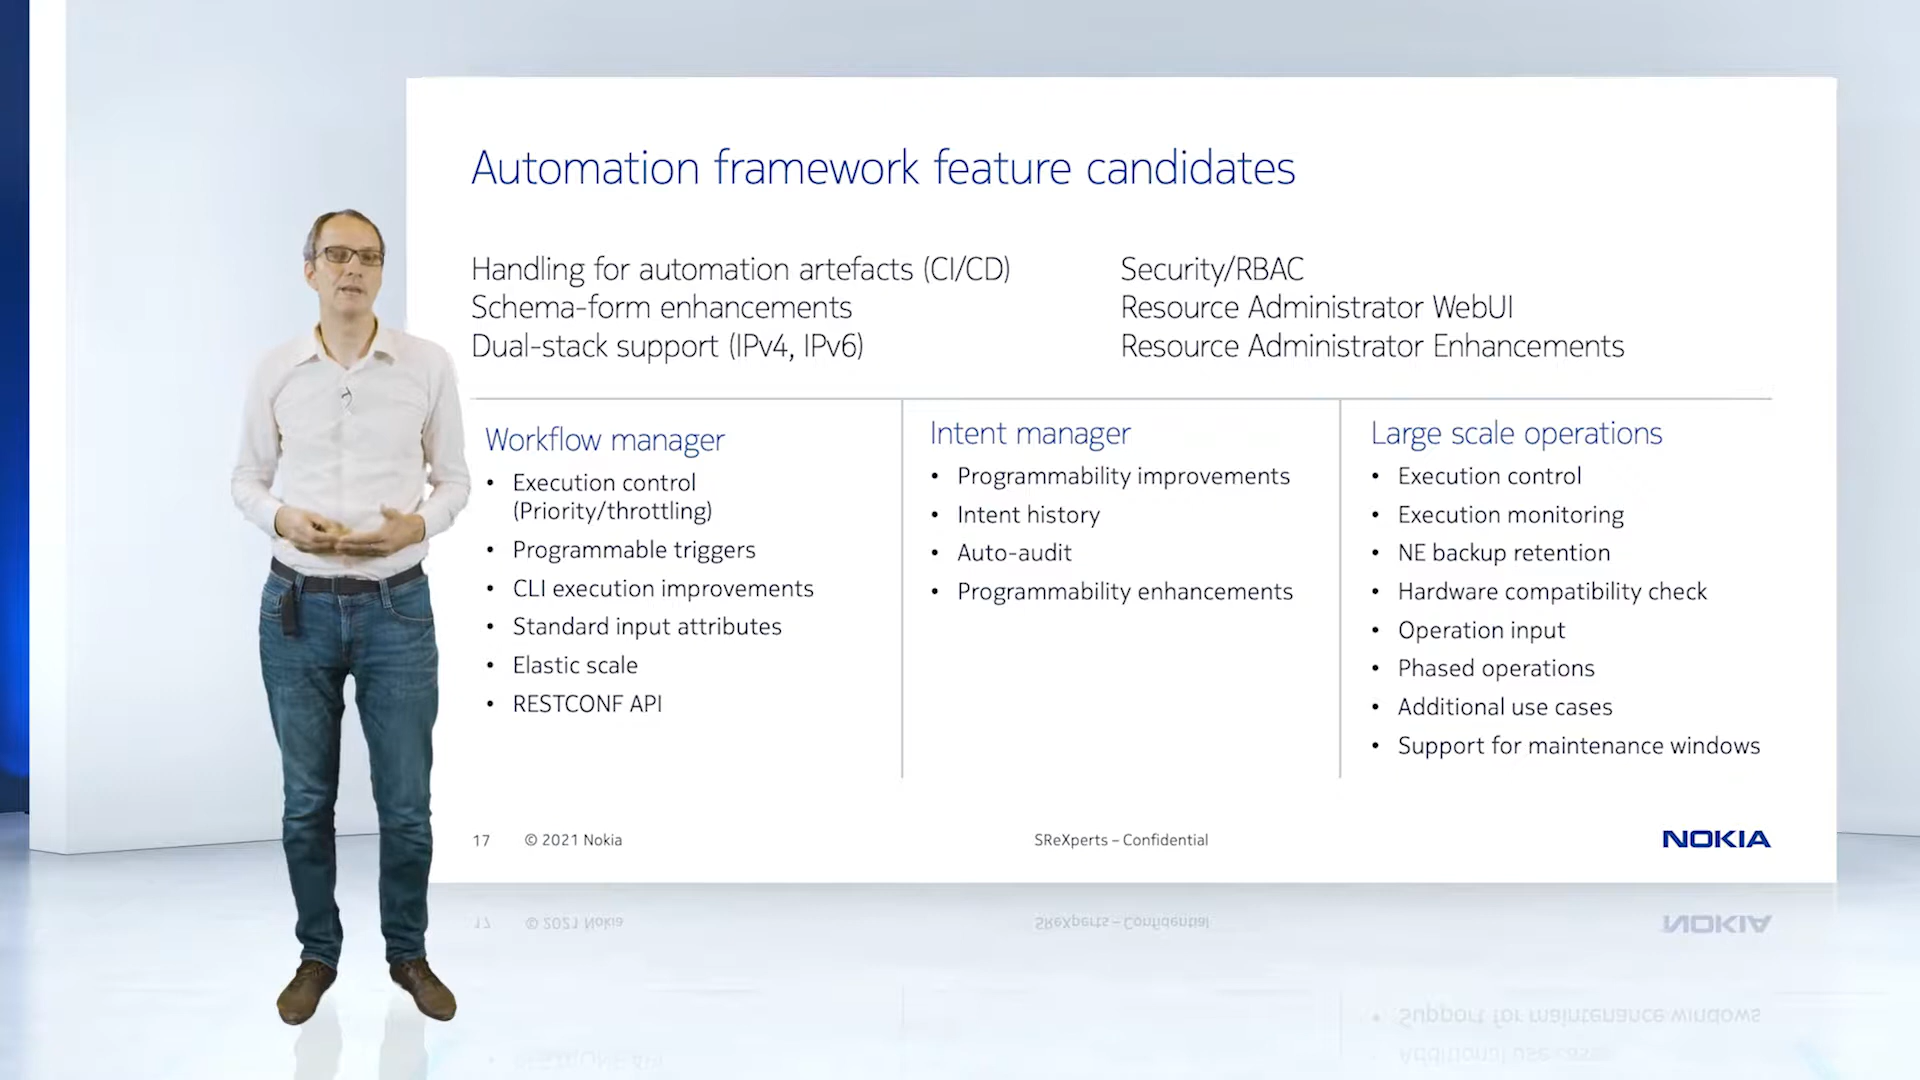 Automation framework feature candidates
Handling for automation artefacts (CI/CD)
Schema-form enhancements
Dual-stack support (IPv4, IPv6)
Security/RBAC
Resource Administrator WebUI
Resource Administrator Enhancements
Workflow manager
• Execution control
(Priority/throttling)
• Programmable triggers
• CLI execution improvements
• Standard input attributes
• Elastic scale
• RESTCONF API
Intent manager
• Programmability improvements
• Intent history
• Auto-audit
• Programmability enhancements
Large scale operations
• Execution control
• Execution monitoring
• NE backup retention
• Hardware compatibility check
• Operation input
• Phased operations
• Additional use cases
• Support for maintenance windows
17 © 2021 Nokia
SReXperts – Confidential
NOKIA